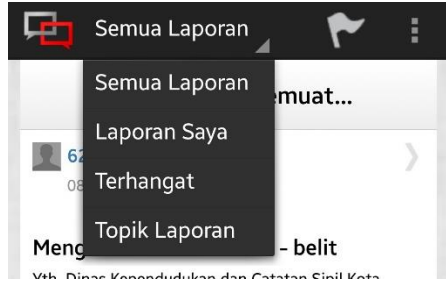 Semua Laporan
Semua Laporan
emuat...
Laporan Saya
62
Terhangat
08
Topik Laporan
Meng - belit
Yth. Dinas Kependudukan dan Catatan Sipil Kota